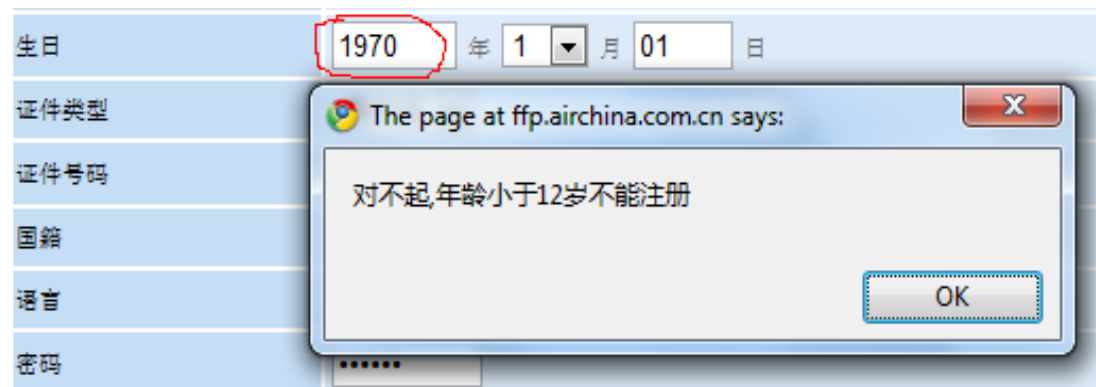 生日 1970 年 1 月 01 日
证件类型
The page at ffp.airchina.com.cn says:
证件号码
对不起,年龄小于12岁不能注册
国籍
语言
OK
密码 ••••••